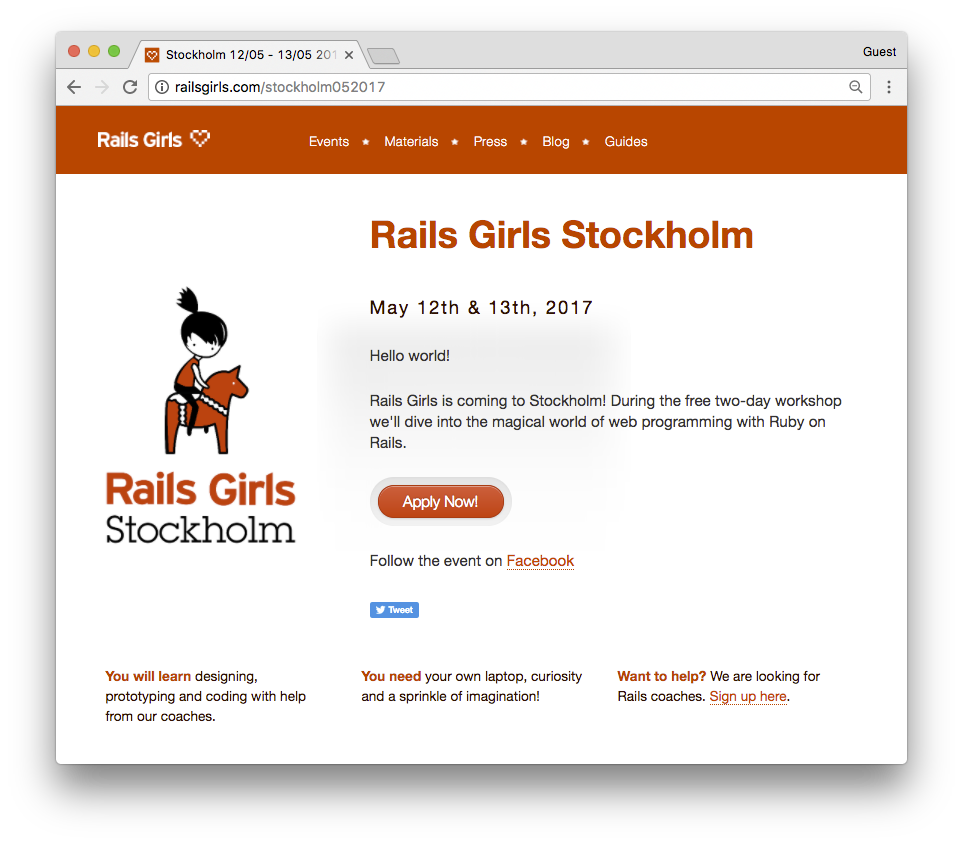 Stockholm 12/05 - 13/05 201
Guest
railsgirls.com/stockholm052017
Rails Girls
Events Materials Press Blog Guides
Rails Girls Stockholm
May 12th & 13th, 2017
Hello world!
Rails Girls is coming to Stockholm! During the free two-day workshop
we'll dive into the magical world of web programming with Ruby on
Rails.
Apply Now!
Follow the event on Facebook
Tweet
Rails Girls
Stockholm
You will learn designing,
prototyping and coding with help
from our coaches.
You need your own laptop, curiosity
and a sprinkle of imagination!
Want to help? We are looking for
Rails coaches. Sign up here.